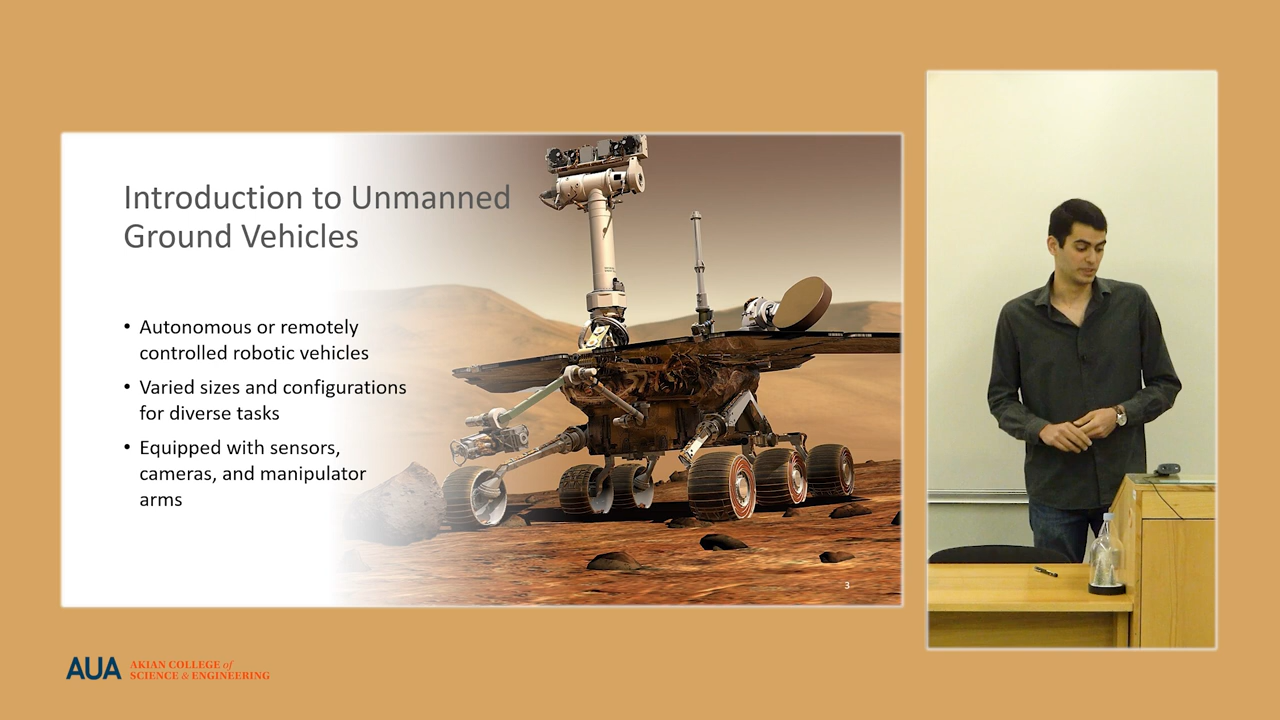 Introduction to Unmanned
Ground Vehicles
• Autonomous or remotely
controlled robotic vehicles
• Varied sizes and configurations
for diverse tasks
• Equipped with sensors,
cameras, and manipulator
arms
3
AUA AKIAN COLLEGE of
SCIENCE & ENGINEERING